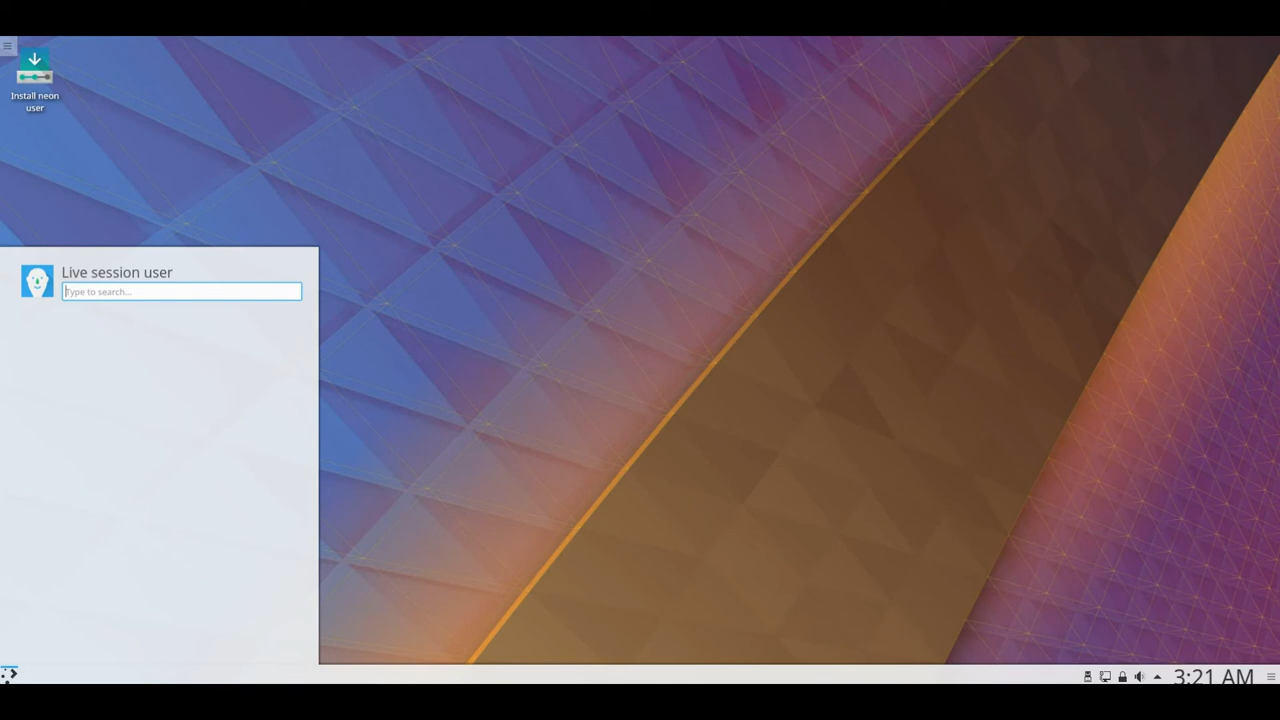 Install neon
user
Live session user
Type to search...
3:21 AM